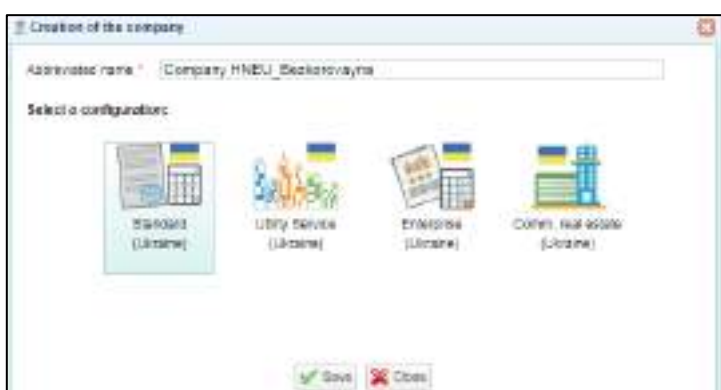 Creation of the company
Abbreviated name * Company HNEU_Bezkorovayna
Select a configuration:
Standard (Ukraine)
Utility Service (Ukraine)
Enterprise (Ukraine)
Comm. real estate (Ukraine)
Save Close